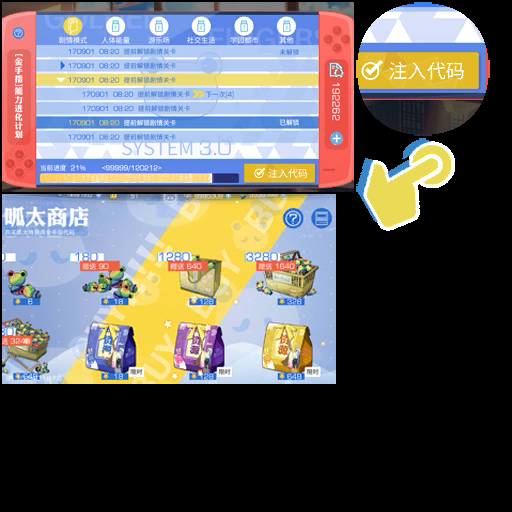 剧情模式 人体能量 游乐场 社交生活 学园都市 其他
170901 08:20 提前解锁剧情关卡 未解锁
170901 08:20 提前解锁剧情关卡
170901 08:20 提前解锁剧情关卡
170901 08:20 提前解锁剧情关卡 下一次(4)
170901 08:20 提前解锁剧情关卡
170901 08:20 提前解锁剧情关卡 已解锁
170901 08:20 提前解锁剧情关卡
SYSTEM 3.0
当前进度 21% <99999/120212>
注入代码
[金手指]能力进化计划
192262
注入代码
呱太商店
180 1280 3280
赠送 90 赠送 640 赠送 1640
6 18 128 328
赠送 3240
648 18 128 648
限时 限时 限时